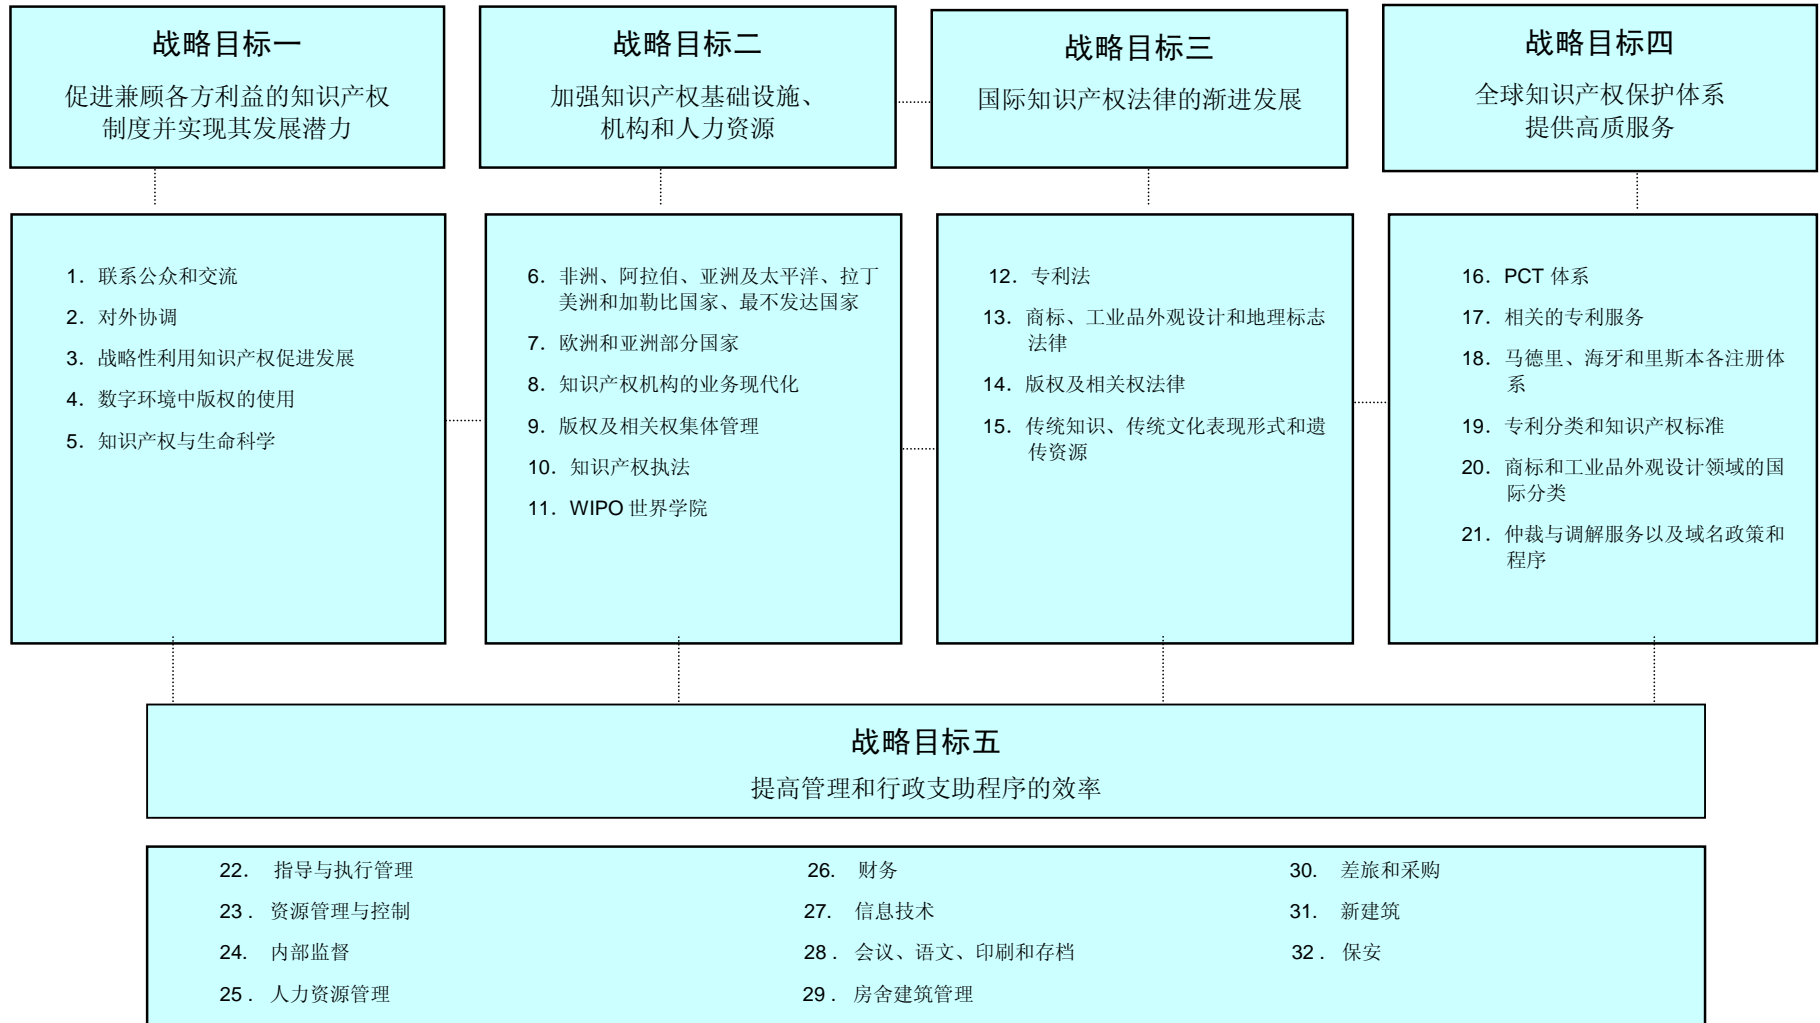 战略目标一
促进兼顾各方利益的知识产权
制度并实现其发展潜力
战略目标二
加强知识产权基础设施、
机构和人力资源
战略目标三
国际知识产权法律的渐进发展
战略目标四
全球知识产权保护体系
提供高质服务
1. 联系公众和交流
2. 对外协调
3. 战略性利用知识产权促进发展
4. 数字环境中版权的使用
5. 知识产权与生命科学
6. 非洲、阿拉伯、亚洲及太平洋、拉丁
美洲和加勒比国家、最不发达国家
7. 欧洲和亚洲部分国家
8. 知识产权机构的业务现代化
9. 版权及相关权集体管理
10. 知识产权执法
11. WIPO 世界学院
12. 专利法
13. 商标、工业品外观设计和地理标志
法律
14. 版权及相关权法律
15. 传统知识、传统文化表现形式和遗
传资源
16. PCT 体系
17. 相关的专利服务
18. 马德里、海牙和里斯本各注册体
系
19. 专利分类和知识产权标准
20. 商标和工业品外观设计领域的国
际分类
21. 仲裁与调解服务以及域名政策和
程序
战略目标五
提高管理和行政支助程序的效率
22. 指导与执行管理
23. 资源管理与控制
24. 内部监督
25. 人力资源管理
26. 财务
27. 信息技术
28. 会议、语文、印刷和存档
29. 房舍建筑管理
30. 差旅和采购
31. 新建筑
32. 保安